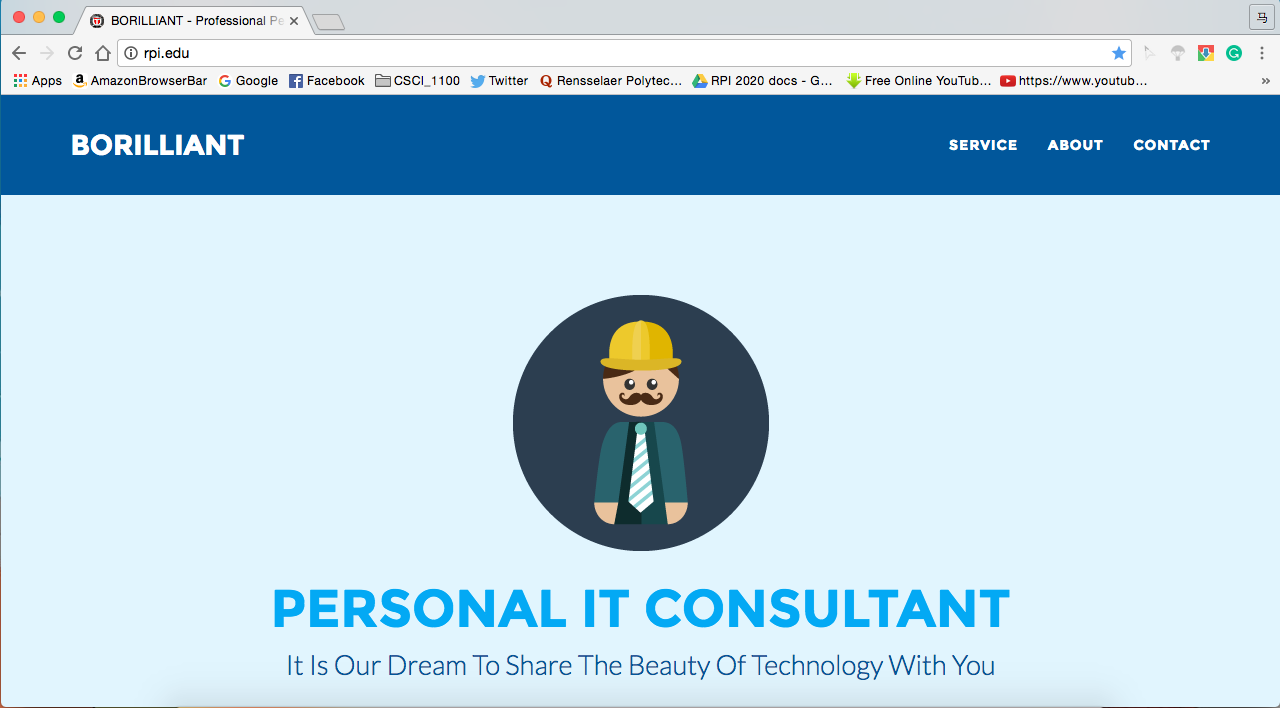 BORILLIANT - Professional Pe
马
rpi.edu
Apps AmazonBrowserBar Google Facebook CSCI_1100 Twitter Rensselaer Polytec… RPI 2020 docs - G… Free Online YouTub… https://www.youtub… »
BORILLIANT SERVICE ABOUT CONTACT
PERSONAL IT CONSULTANT
It Is Our Dream To Share The Beauty Of Technology With You